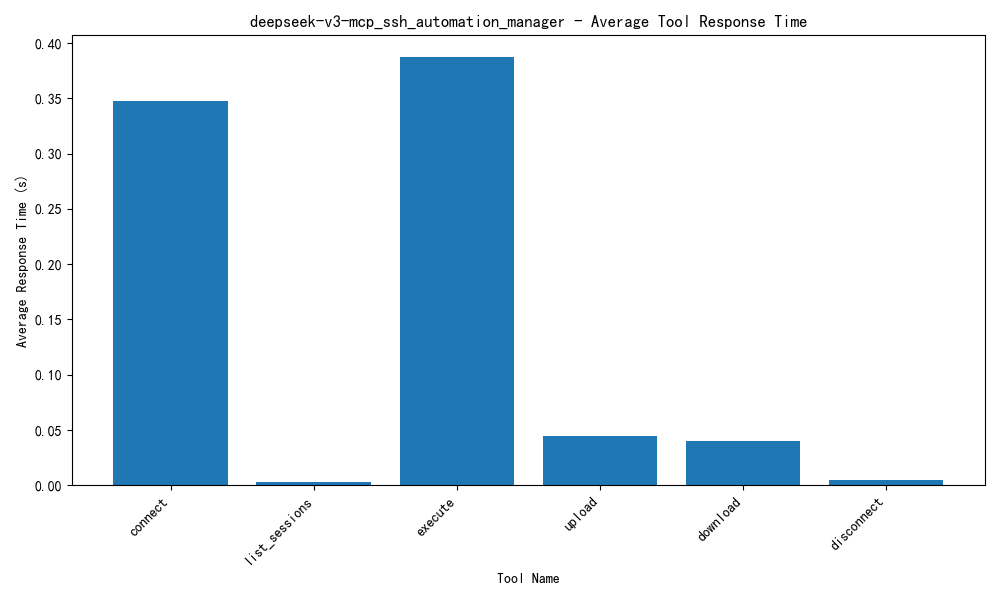 deepseek-v3-mcp_ssh_automation_manager - Average Tool Response Time
Average Response Time (s)
0.40
0.35
0.30
0.25
0.20
0.15
0.10
0.05
0.00
connect
list_sessions
execute
upload
download
disconnect
Tool Name